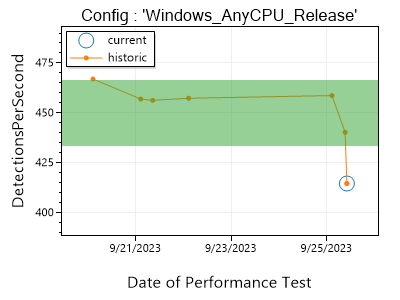 Config : 'Windows_AnyCPU_Release'
current
historic
DetectionsPerSecond
475
450
425
400
9/21/2023
9/23/2023
9/25/2023
Date of Performance Test